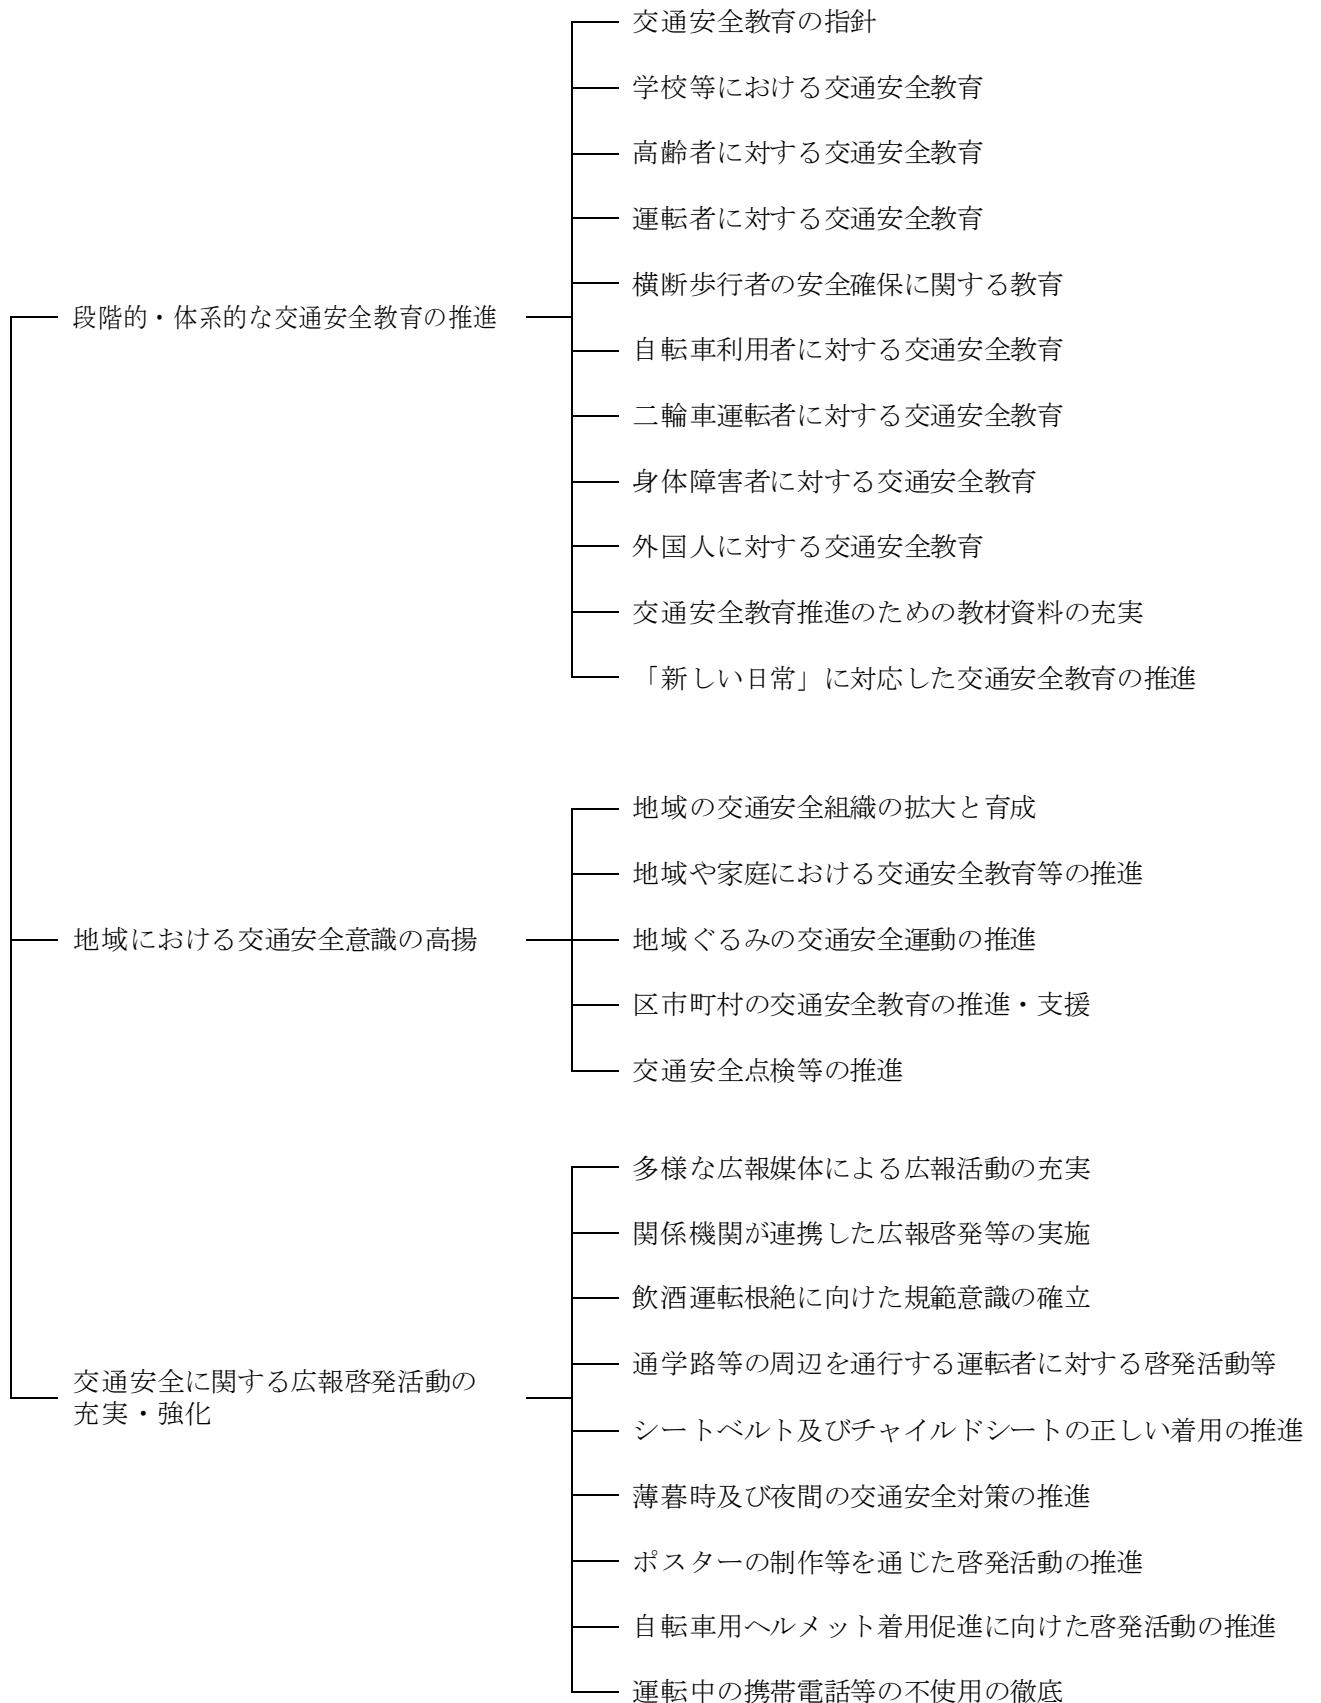 段階的・体系的な交通安全教育の推進
交通安全教育の指針
学校等における交通安全教育
高齢者に対する交通安全教育
運転者に対する交通安全教育
横断歩行者の安全確保に関する教育
自転車利用者に対する交通安全教育
二輪車運転者に対する交通安全教育
身体障害者に対する交通安全教育
外国人に対する交通安全教育
交通安全教育推進のための教材資料の充実
「新しい日常」に対応した交通安全教育の推進
地域における交通安全意識の高揚
地域の交通安全組織の拡大と育成
地域や家庭における交通安全教育等の推進
地域ぐるみの交通安全運動の推進
区市町村の交通安全教育の推進・支援
交通安全点検等の推進
交通安全に関する広報啓発活動の
充実・強化
多様な広報媒体による広報活動の充実
関係機関が連携した広報啓発等の実施
飲酒運転根絶に向けた規範意識の確立
通学路等の周辺を通行する運転者に対する啓発活動等
シートベルト及びチャイルドシートの正しい着用の推進
薄暮時及び夜間の交通安全対策の推進
ポスターの制作等を通じた啓発活動の推進
自転車用ヘルメット着用促進に向けた啓発活動の推進
運転中の携帯電話等の不使用の徹底